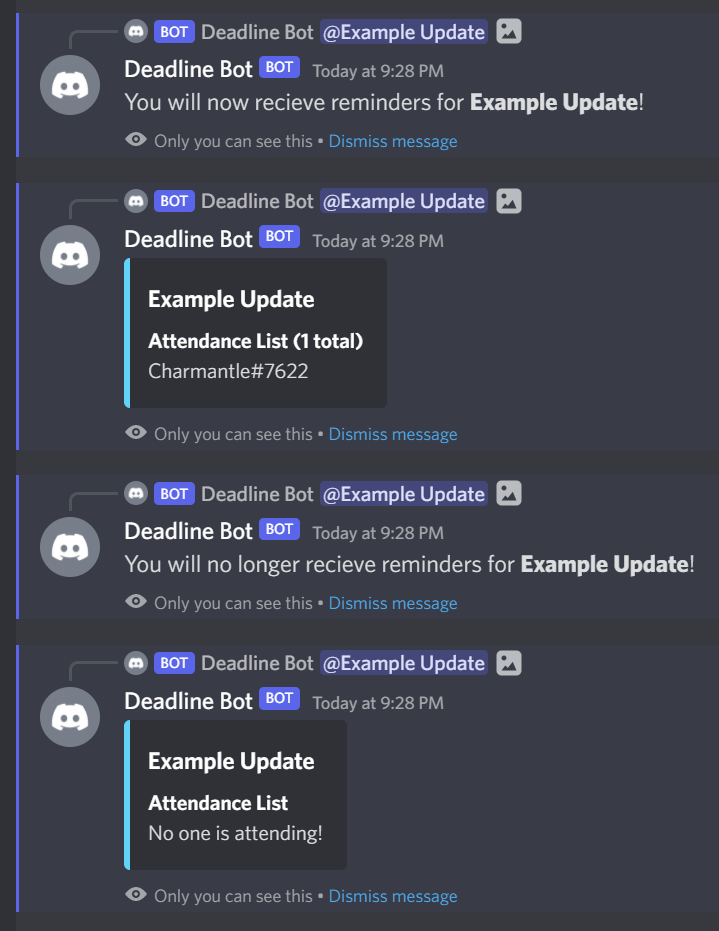 BOT Deadline Bot @Example Update
Deadline Bot BOT Today at 9:28 PM
You will now recieve reminders for Example Update!
Only you can see this • Dismiss message
BOT Deadline Bot @Example Update
Deadline Bot BOT Today at 9:28 PM
Example Update
Attendance List (1 total)
Charmantle#7622
Only you can see this • Dismiss message
BOT Deadline Bot @Example Update
Deadline Bot BOT Today at 9:28 PM
You will no longer recieve reminders for Example Update!
Only you can see this • Dismiss message
BOT Deadline Bot @Example Update
Deadline Bot BOT Today at 9:28 PM
Example Update
Attendance List
No one is attending!
Only you can see this • Dismiss message